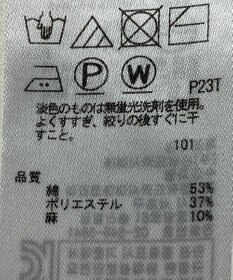 P
W
P23T
淡色のものは無蛍光洗剤を使用。
よくすすぎ、絞りの後すぐに干
すこと。
101
品質
綿 53%
ポリエステル 37%
麻 10%